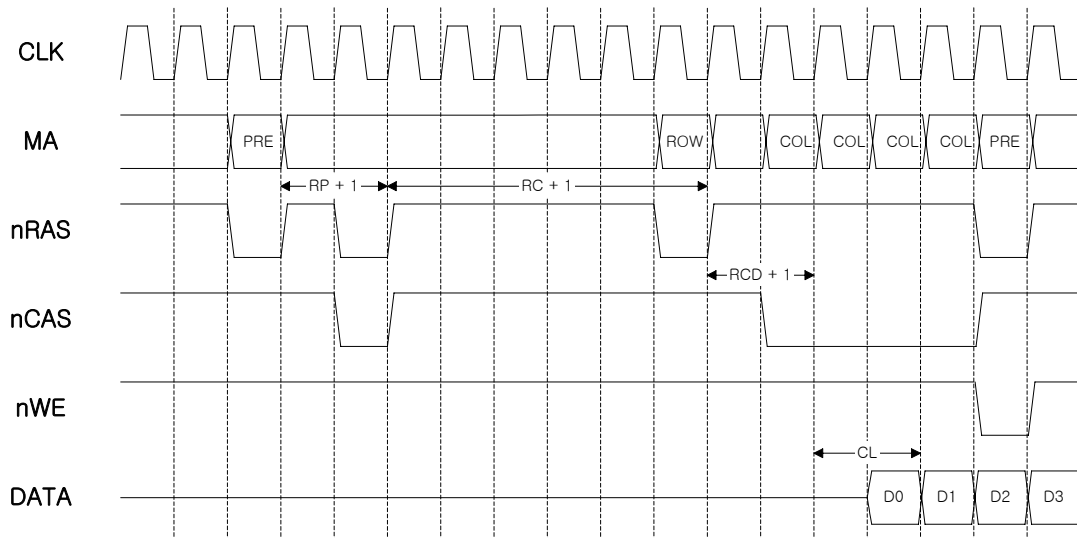 CLK
MA
PRE
ROW
COL
COL
COL
COL
PRE
RP + 1
RC + 1
nRAS
RCD + 1
nCAS
nWE
CL
DATA
D0
D1
D2
D3